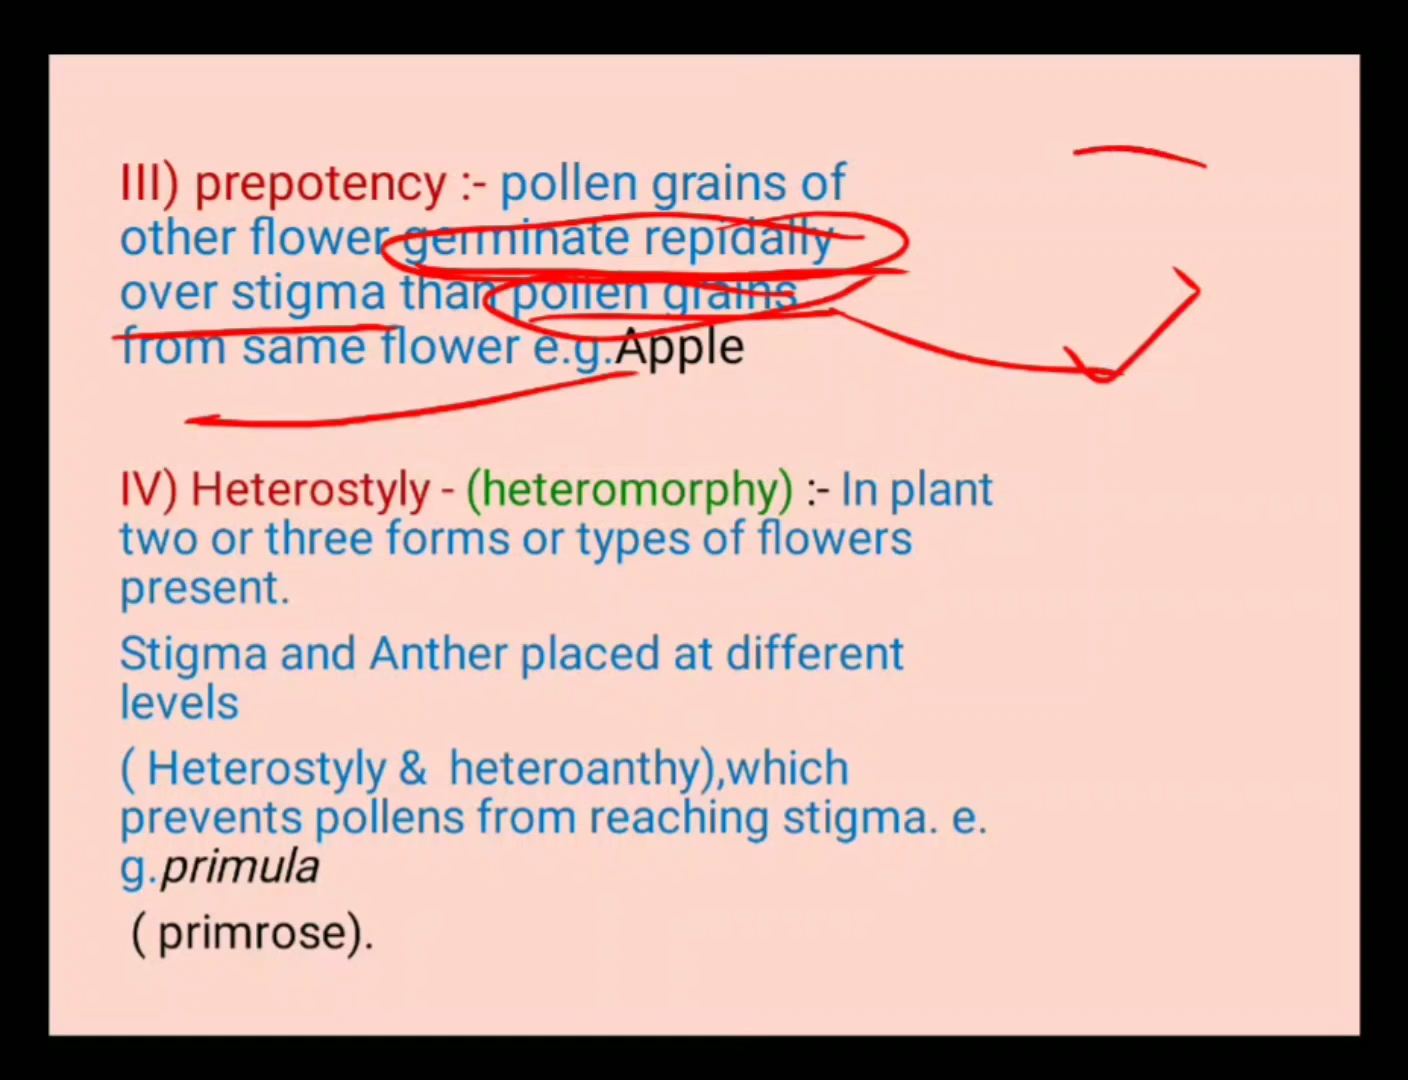 III) prepotency :- pollen grains of
other flower germinate repidally
over stigma than pollen grains
from same flower e.g.Apple
IV) Heterostyly - (heteromorphy) :- In plant
two or three forms or types of flowers
present.
Stigma and Anther placed at different
levels
( Heterostyly &  heteroanthy),which
prevents pollens from reaching stigma. e.
g.primula
( primrose).